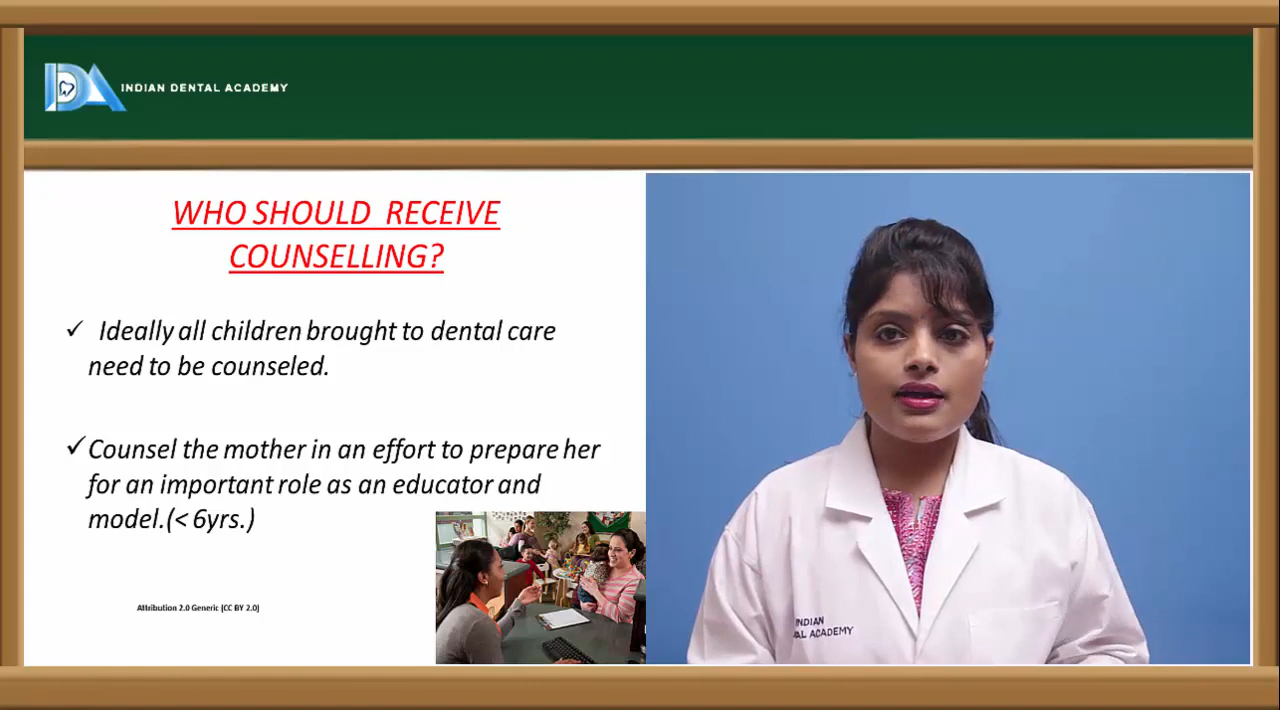 INDIAN DENTAL ACADEMY
WHO SHOULD RECEIVE
COUNSELLING?
✓ Ideally all children brought to dental care
need to be counseled.
✓ Counsel the mother in an effort to prepare her
for an important role as an educator and
model.(< 6yrs.)
Attribution 2.0 Generic (CC BY 2.0)
INDIAN
ACADEMY